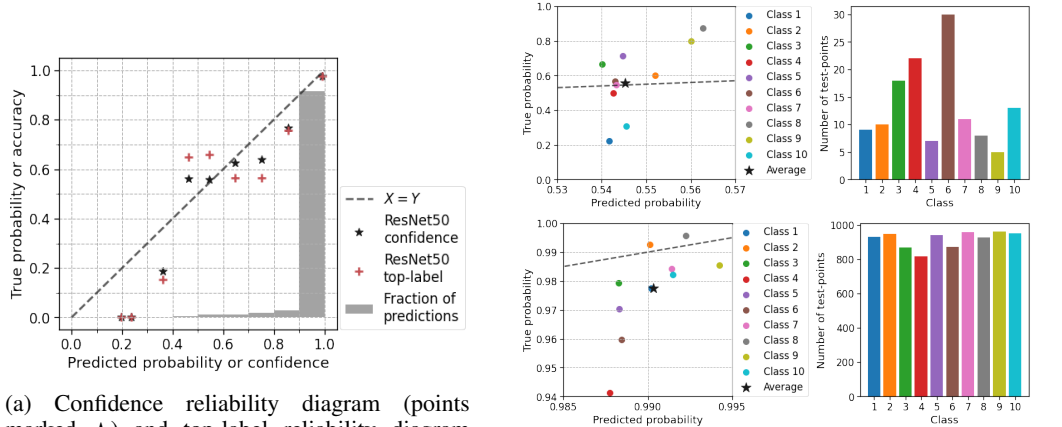 1.0
0.8
0.6
0.4
0.2
0.0
True probability or accuracy
0.0 0.2 0.4 0.6 0.8 1.0
Predicted probability or confidence
X = Y
ResNet50
confidence
ResNet50
top-label
Fraction of
predictions
(a) Confidence reliability diagram (points
marked ★) and top-label reliability diagram
1.0
0.8
0.6
0.4
0.2
0.0
True probability
0.53 0.54 0.55 0.56 0.57
Predicted probability
Class 1
Class 2
Class 3
Class 4
Class 5
Class 6
Class 7
Class 8
Class 9
Class 10
Average
30
25
20
15
10
5
0
Number of test-points
1 2 3 4 5 6 7 8 9 10
Class
1.00
0.99
0.98
0.97
0.96
0.95
0.94
True probability
0.985 0.990 0.995
Predicted probability
Class 1
Class 2
Class 3
Class 4
Class 5
Class 6
Class 7
Class 8
Class 9
Class 10
Average
1000
800
600
400
200
0
Number of test-points
1 2 3 4 5 6 7 8 9 10
Class